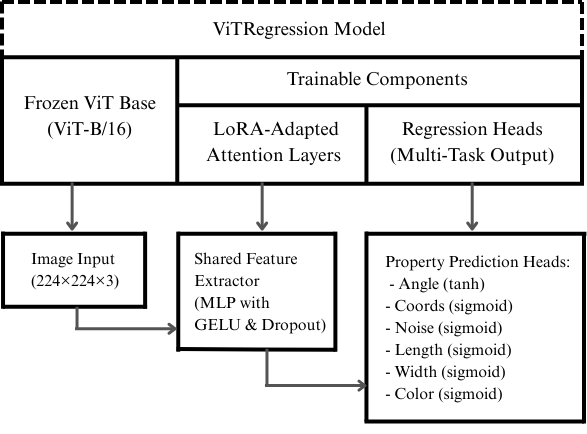 ViTRegression Model
Frozen ViT Base
(ViT-B/16)
Trainable Components
LoRA-Adapted
Attention Layers
Regression Heads
(Multi-Task Output)
Image Input
(224×224×3)
Shared Feature
Extractor
(MLP with
GELU & Dropout)
Property Prediction Heads:
- Angle (tanh)
- Coords (sigmoid)
- Noise (sigmoid)
- Length (sigmoid)
- Width (sigmoid)
- Color (sigmoid)